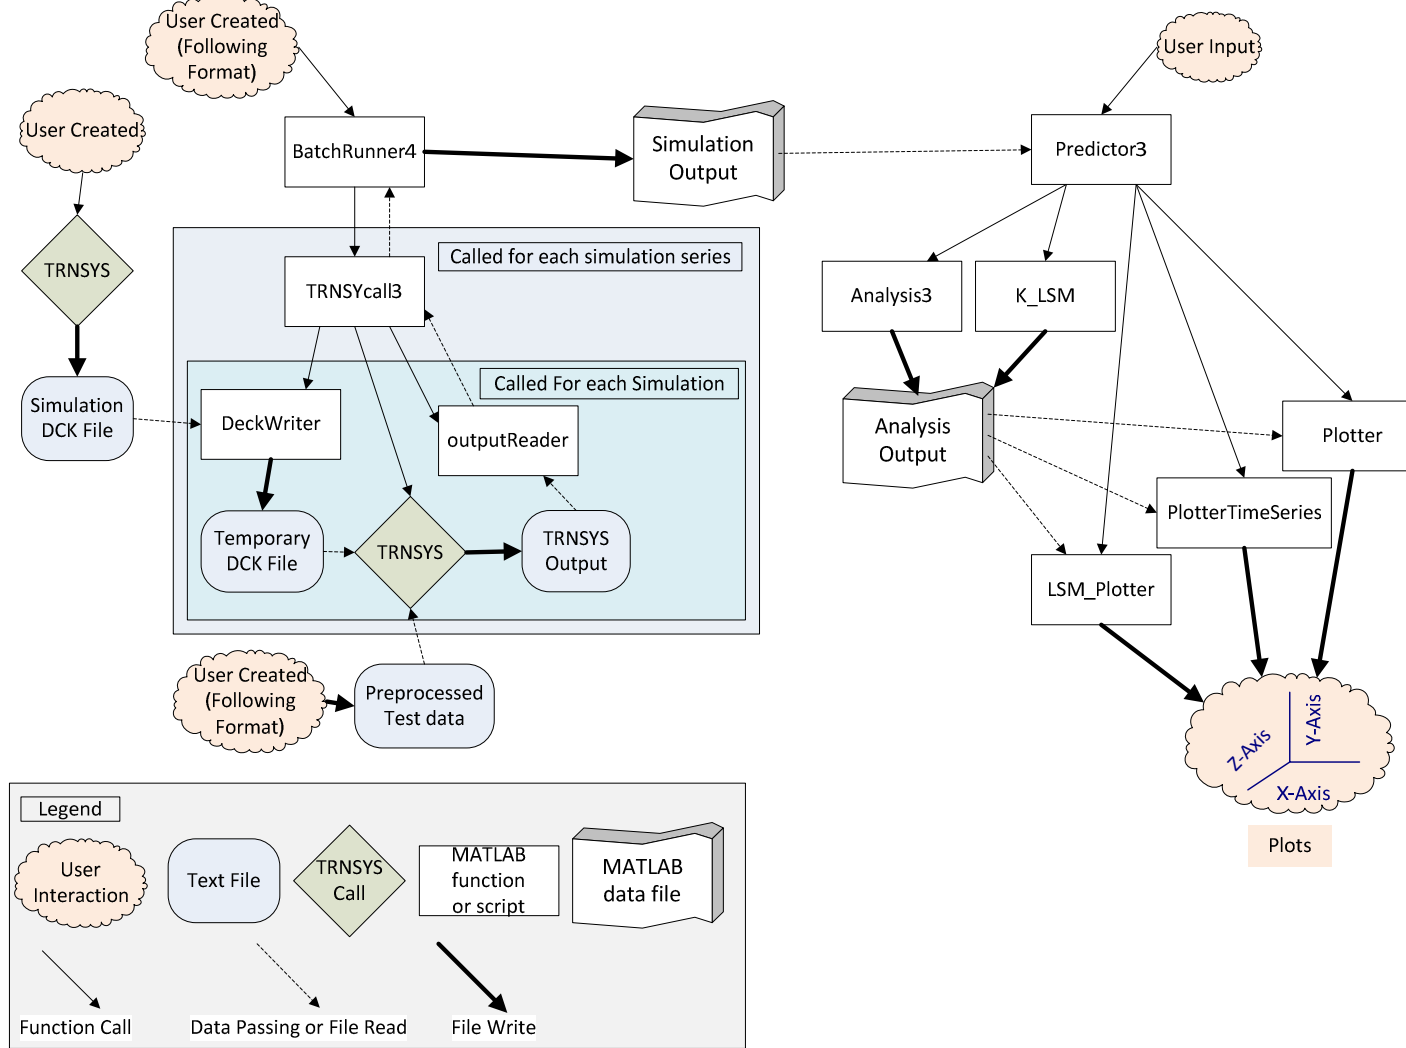 User Created
(Following
Format)
User Input
User Created
BatchRunner4
Simulation
Output
Predictor3
TRNSYS
Called for each simulation series
TRNSYcall3
Analysis3
K_LSM
Called For each Simulation
Simulation
DCK File
DeckWriter
outputReader
Analysis
Output
Plotter
PlotterTimeSeries
Temporary
DCK File
TRNSYS
TRNSYS
Output
LSM_Plotter
User Created
(Following
Format)
Preprocessed
Test data
Z-Axis
Y-Axis
X-Axis
Plots
Legend
User
Interaction
Text File
TRNSYS
Call
MATLAB
function
or script
MATLAB
data file
Function Call
Data Passing or File Read
File Write